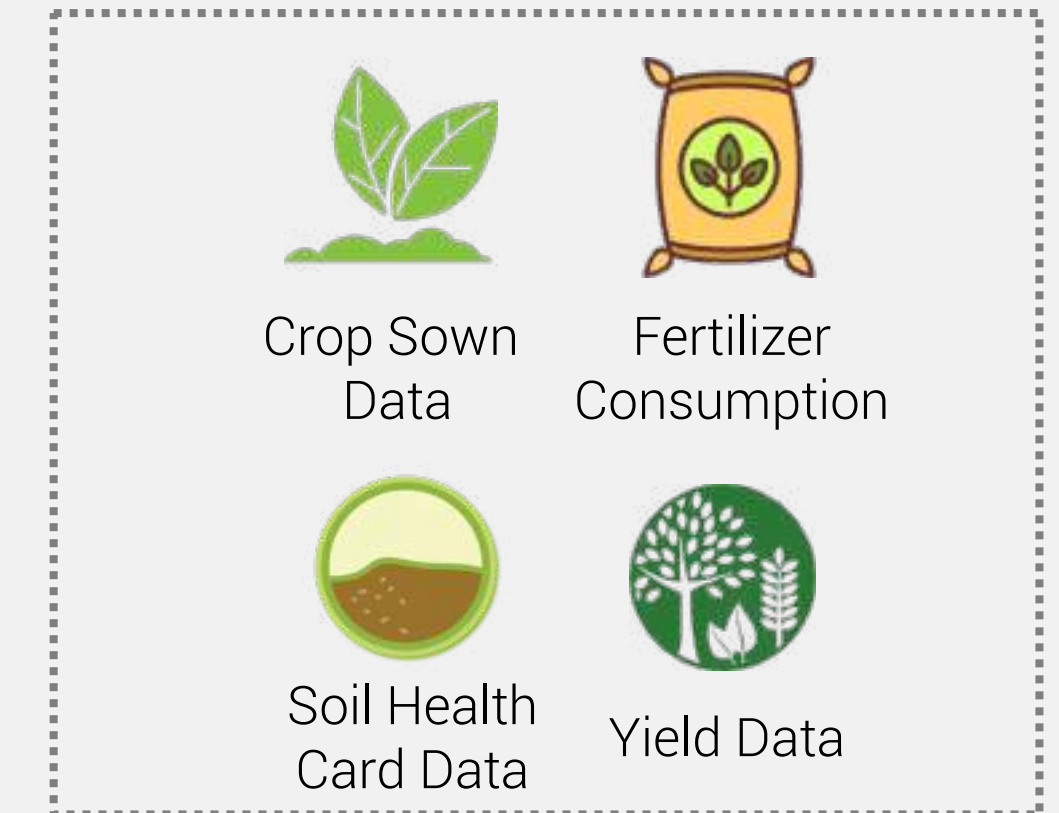 Crop Sown
Data
Fertilizer
Consumption
Soil Health
Card Data
Yield Data